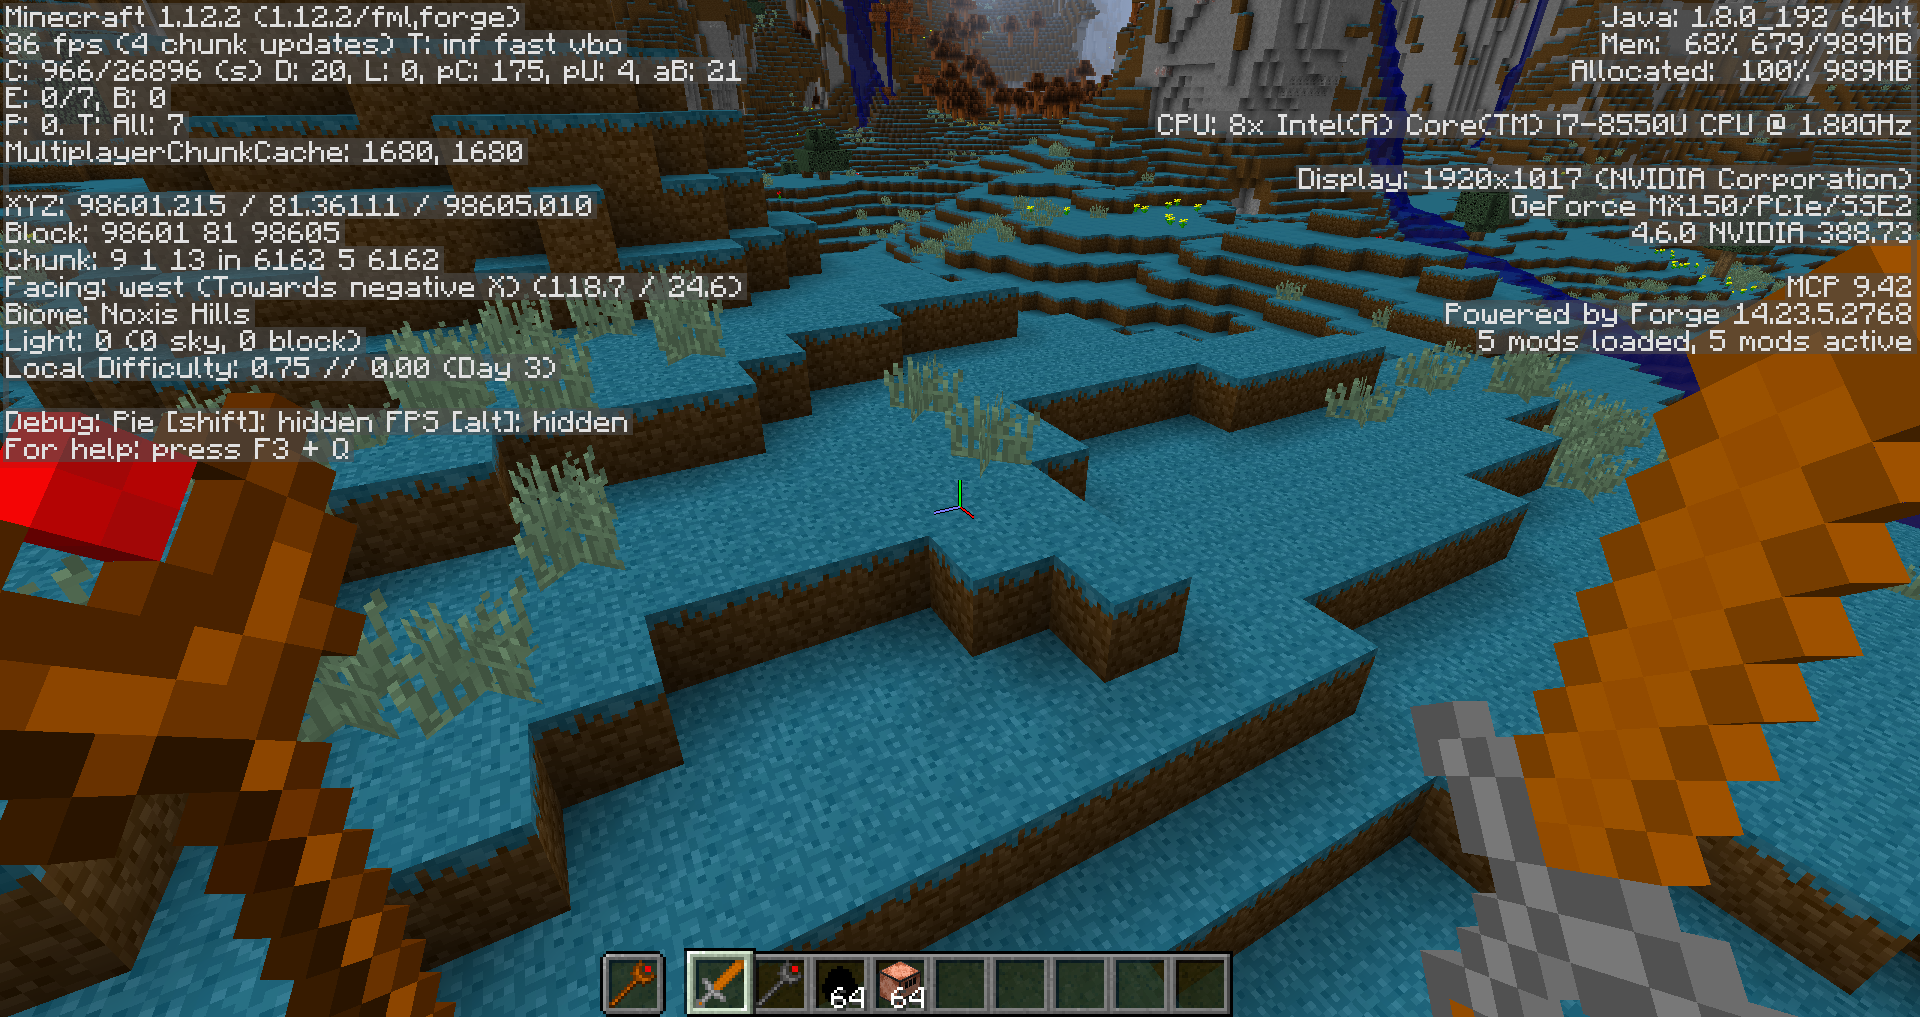 Minecraft 1.12.2 (1.12.2/fml,forge)
86 fps (4 chunk updates) T: inf fast vbo
C: 966/26896 (s) D: 20, L: 0, pC: 175, pU: 4, aB: 21
E: 0/7, B: 0
P: 0. T: All: 7
MultiplayerChunkCache: 1680, 1680
XYZ: 98601.215 / 81.36111 / 98605.010
Block: 98601 81 98605
Chunk: 9 1 13 in 6162 5 6162
Facing: west (Towards negative X) (118.7 / 24.6)
Biome: Noxis Hills
Light: 0 (0 sky, 0 block)
Local Difficulty: 0.75 // 0.00 (Day 3)
Debug: Pie [shift]: hidden FPS [alt]: hidden
For help: press F3 + Q
Java: 1.8.0_192 64bit
Mem: 68% 679/989MB
Allocated: 100% 989MB
CPU: 8x Intel(R) Core(TM) i7-8550U CPU @ 1.80GHz
Display: 1920x1017 (NVIDIA Corporation)
GeForce MX150/PCIe/SSE2
4.6.0 NVIDIA 388.73
MCP 9.42
Powered by Forge 14.23.5.2768
5 mods loaded, 5 mods active
64
64